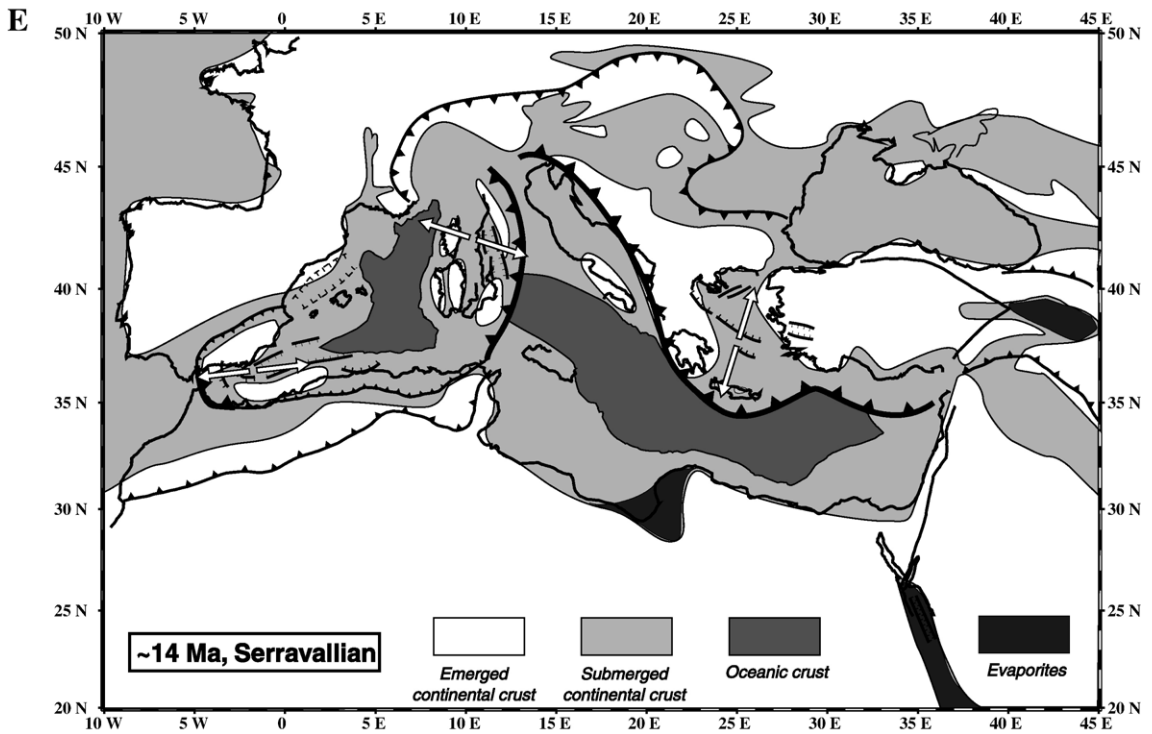 E
10 W 5 W 0 5 E 10 E 15 E 20 E 25 E 30 E 35 E 40 E 45 E
50 N 50 N
45 N 45 N
40 N 40 N
35 N 35 N
30 N 30 N
25 N 25 N
~14 Ma, Serravallian
Emerged
continental crust
Submerged
continental crust
Oceanic crust
Evaporites
20 N 20 N
10 W 5 W 0 5 E 10 E 15 E 20 E 25 E 30 E 35 E 40 E 45 E